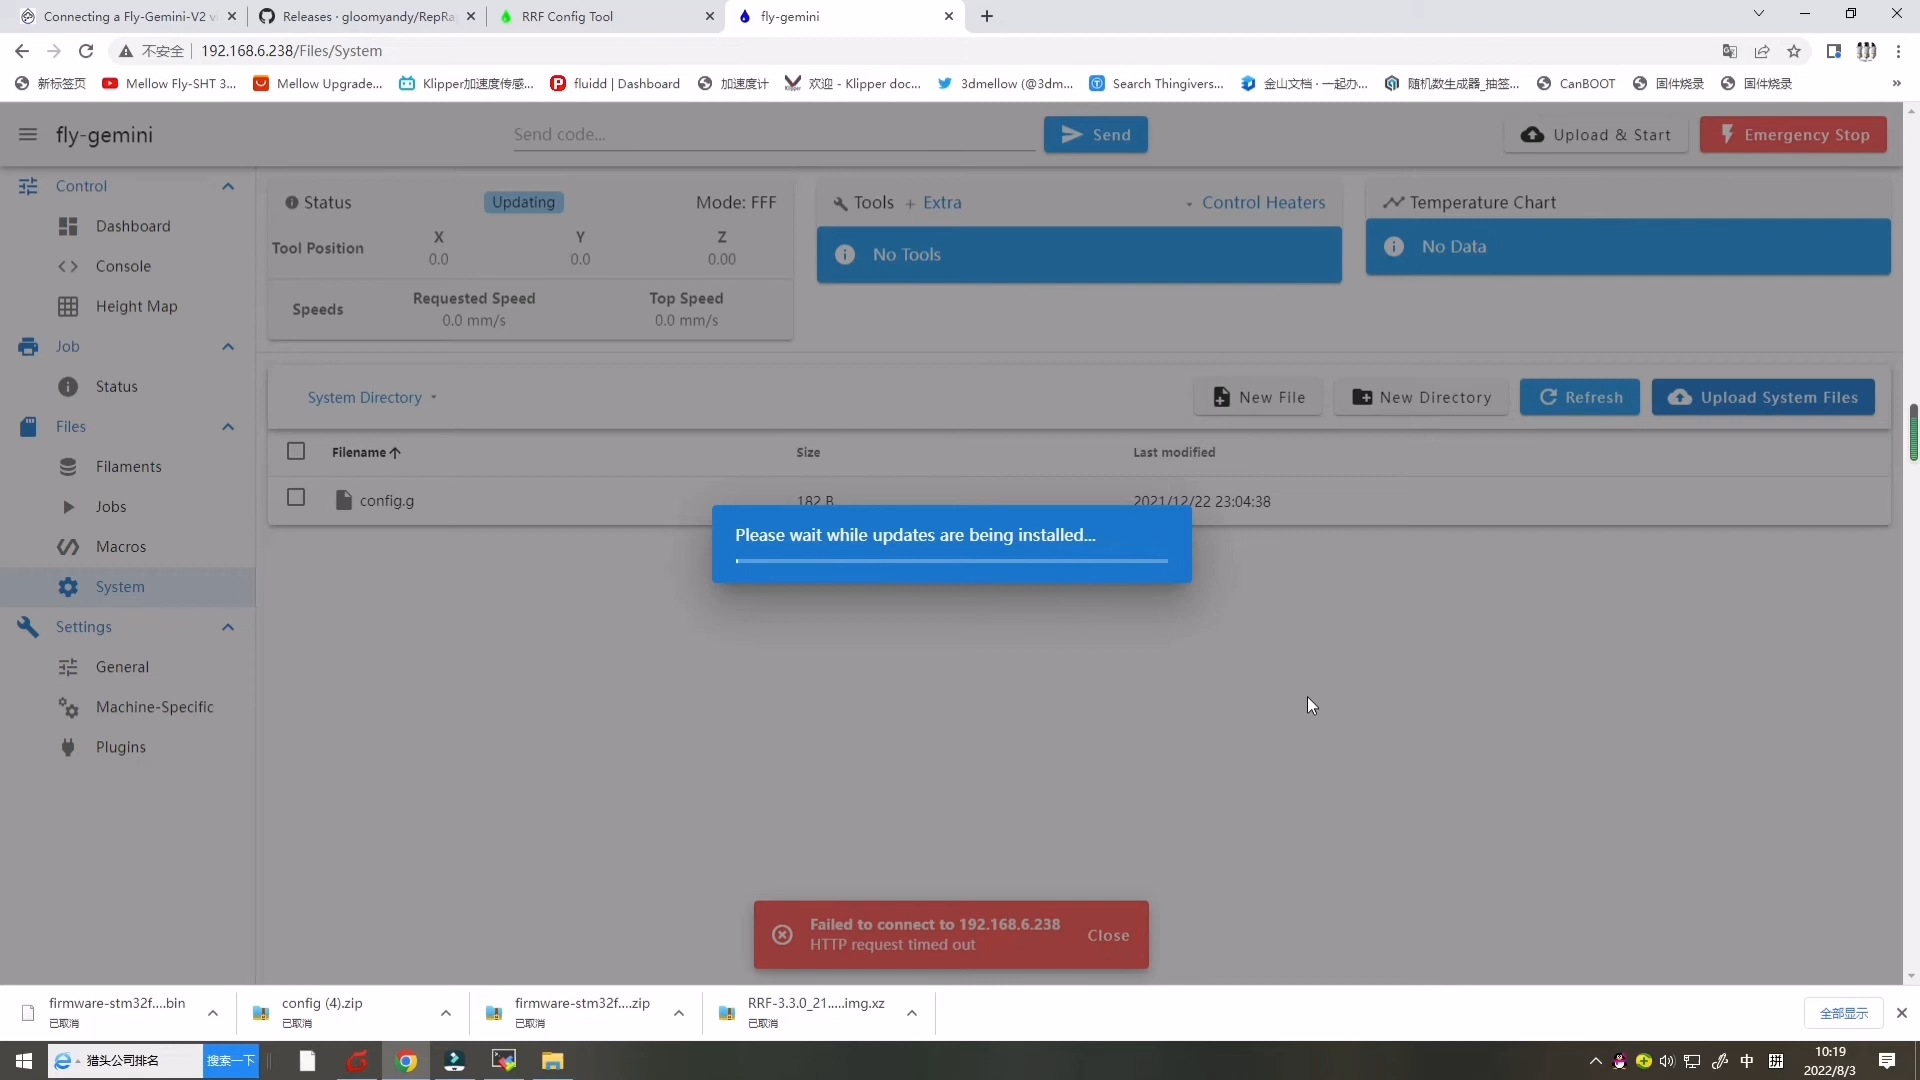 Connecting a Fly-Gemini-V2 v
Releases · gloomyandy/RepRa
RRF Config Tool
fly-gemini
不安全
192.168.6.238/Files/System
新标签页
Mellow Fly-SHT 3...
Mellow Upgrade...
Klipper加速度传感...
fluidd | Dashboard
加速度计
欢迎 - Klipper doc...
3dmellow (@3dm...
Search Thingivers...
金山文档 · 一起办...
随机数生成器_抽签...
CanBOOT
固件烧录
固件烧录
»
fly-gemini
Send code...
Send
Upload & Start
Emergency Stop
Control
Dashboard
Console
Height Map
Job
Status
Files
Filaments
Jobs
Macros
System
Settings
General
Machine-Specific
Plugins
Status
Updating
Mode: FFF
Tool Position
X
Y
Z
0.0
0.0
0.00
Speeds
Requested Speed
Top Speed
0.0 mm/s
0.0 mm/s
Tools + Extra
Control Heaters
No Tools
Temperature Chart
No Data
System Directory
New File
New Directory
Refresh
Upload System Files
Filename
Size
Last modified
config.g
182 B
2021/12/22 23:04:38
Please wait while updates are being installed...
Failed to connect to 192.168.6.238
HTTP request timed out
Close
firmware-stm32f....bin
已取消
config (4).zip
已取消
firmware-stm32f....zip
已取消
RRF-3.3.0_21.....img.xz
已取消
全部显示
猎头公司排名
搜索一下
中
拼
10:19
2022/8/3